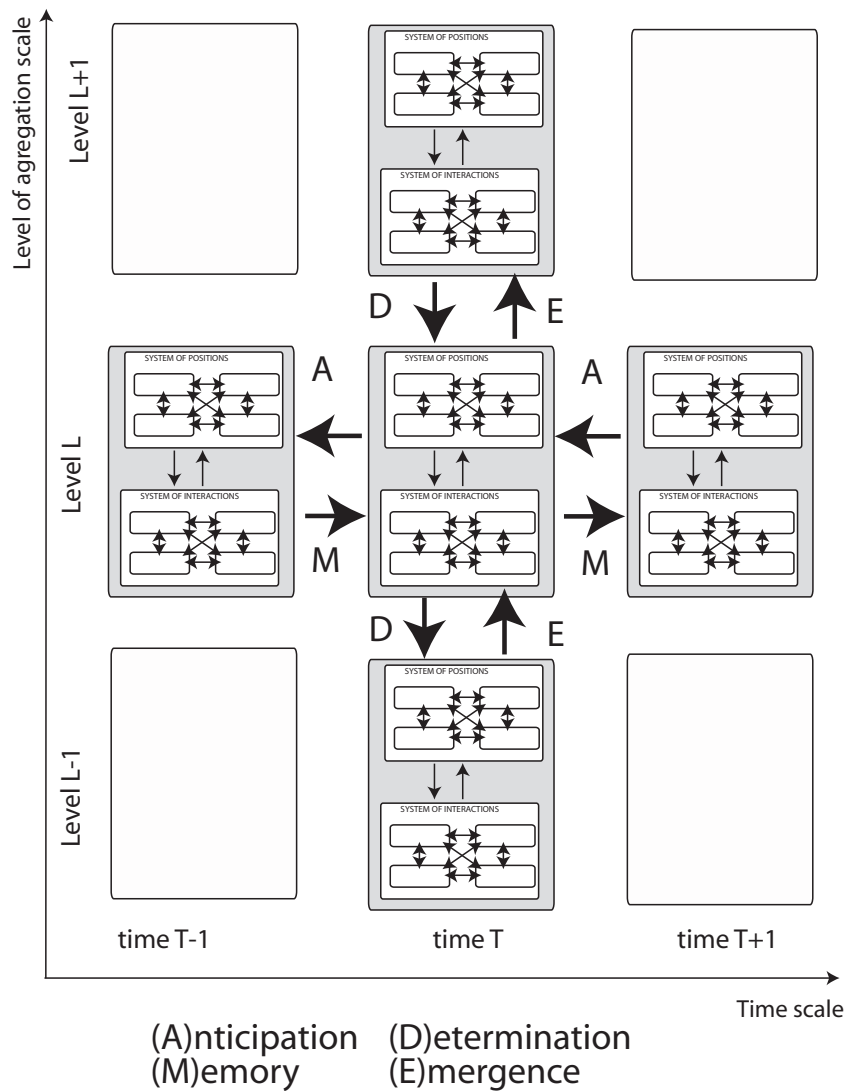 Level of agregation scale
Level L+1
SYSTEM OF POSITIONS
SYSTEM OF INTERACTIONS
D
E
Level L
SYSTEM OF POSITIONS
SYSTEM OF INTERACTIONS
A
M
SYSTEM OF POSITIONS
SYSTEM OF INTERACTIONS
A
M
SYSTEM OF POSITIONS
SYSTEM OF INTERACTIONS
D
E
Level L-1
SYSTEM OF POSITIONS
SYSTEM OF INTERACTIONS
time T-1
time T
time T+1
Time scale
(A)nticipation (D)etermination
(M)emory (E)mergence